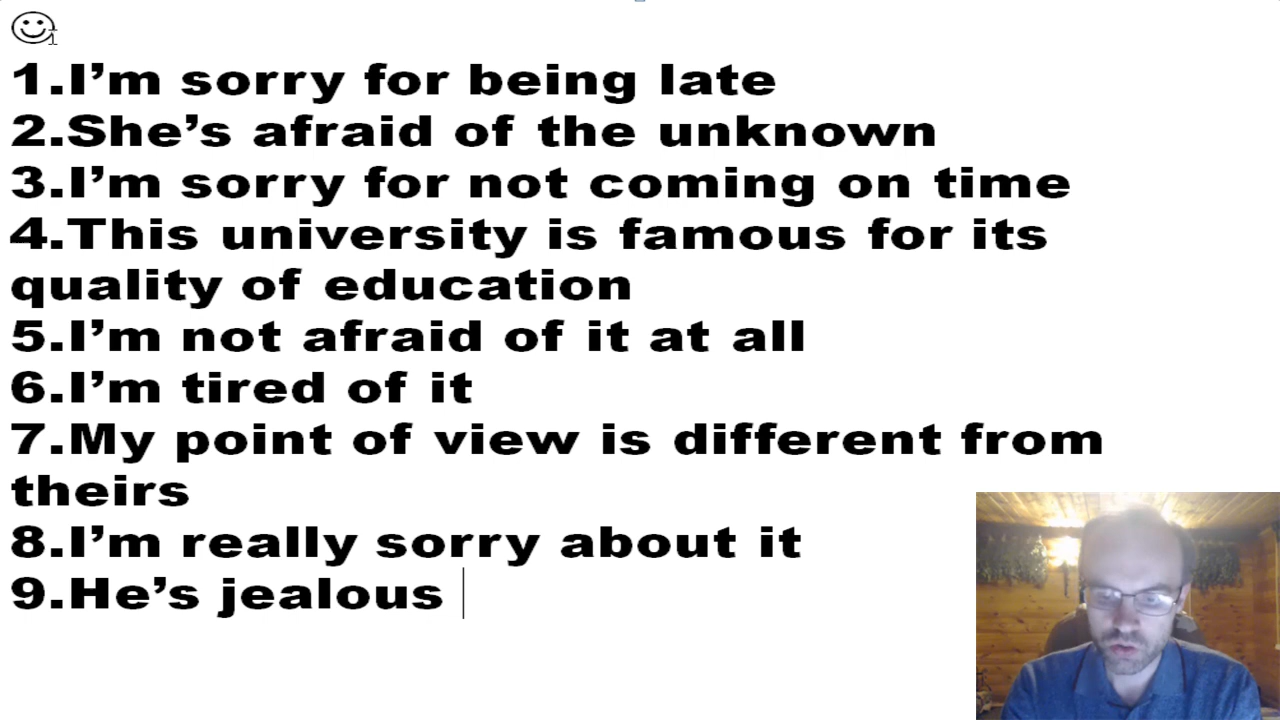 1.I’m sorry for being late
2.She’s afraid of the unknown
3.I’m sorry for not coming on time
4.This university is famous for its
quality of education
5.I’m not afraid of it at all
6.I’m tired of it
7.My point of view is different from
theirs
8.I’m really sorry about it
9.He’s jealous